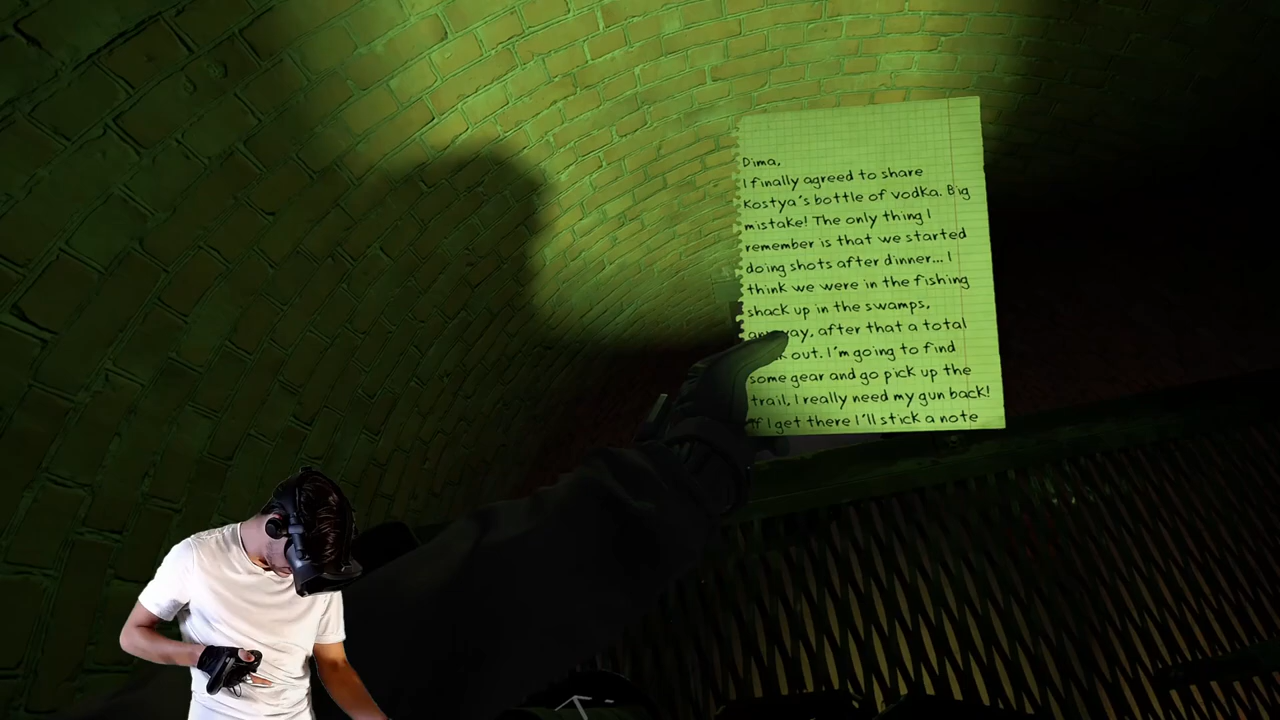 Dima,
I finally agreed to share
Kostya's bottle of vodka. Big
mistake! The only thing I
remember is that we started
doing shots after dinner... I
think we were in the fishing
shack up in the swamps,
after that a total
out. I'm going to find
some gear and go pick up the
trail, I really need my gun back!
If I get there I'll stick a note